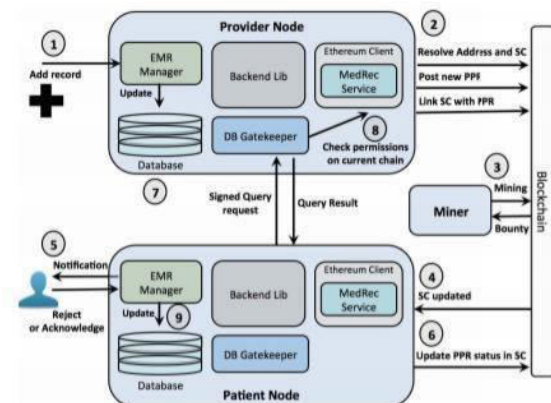 Provider Node
1
Add record
EMR
Manager
Update
Database
7
Backend Lib
DB Gatekeeper
Ethereum Client
MedRec
Service
8
Check permissions
on current chain
2
Resolve Address and SC
Post new PPR
Link SC with PPR
3
Mining
Miner
Bounty
Blockchain
Signed Query
request
Query Result
5
Notification
Reject
or Acknowledge
EMR
Manager
Update
9
Database
Backend Lib
DB Gatekeeper
Ethereum Client
MedRec
Service
4
SC updated
6
Update PPR status in SC
Patient Node